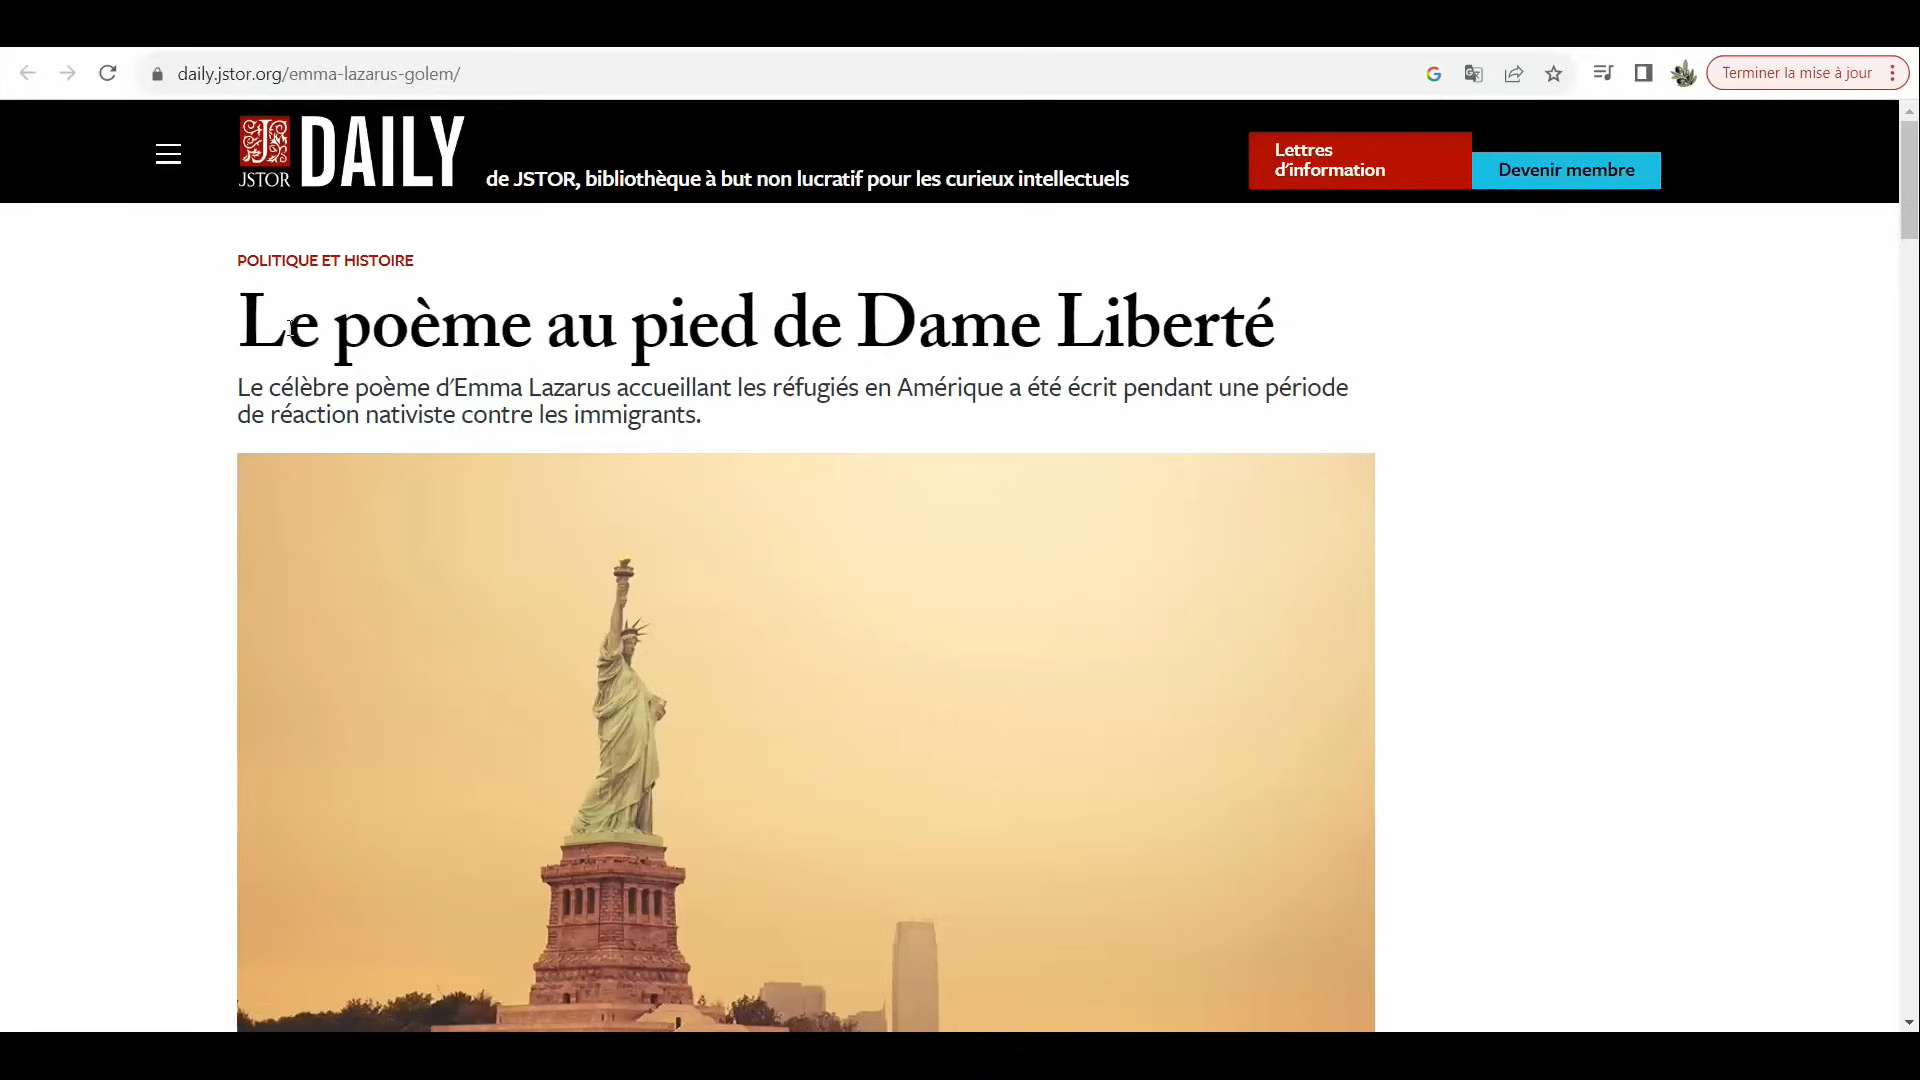 daily.jstor.org/emma-lazarus-golem/
Terminer la mise à jour
JSTOR DAILY
de JSTOR, bibliothèque à but non lucratif pour les curieux intellectuels
Lettres
d'information
Devenir membre
POLITIQUE ET HISTOIRE
Le poème au pied de Dame Liberté
Le célèbre poème d'Emma Lazarus accueillant les réfugiés en Amérique a été écrit pendant une période
de réaction nativiste contre les immigrants.